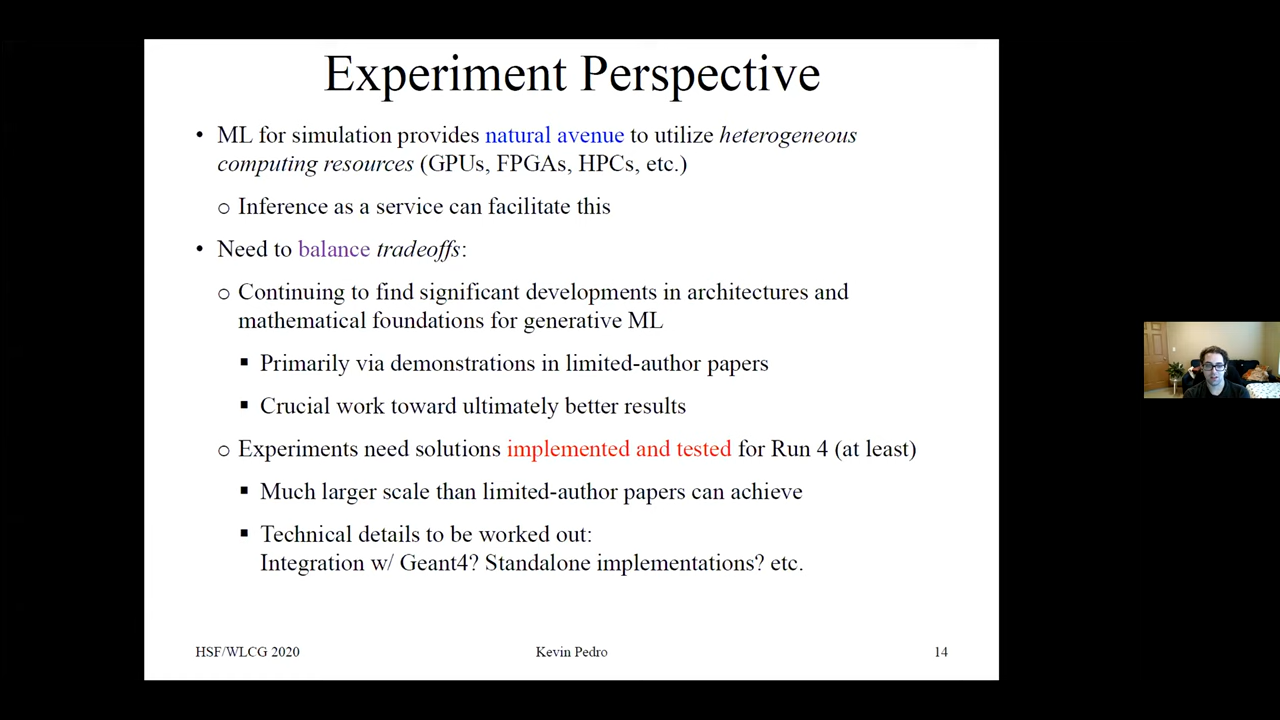 Experiment Perspective
• ML for simulation provides natural avenue to utilize heterogeneous
computing resources (GPUs, FPGAs, HPCs, etc.)
o Inference as a service can facilitate this
• Need to balance tradeoffs:
o Continuing to find significant developments in architectures and
mathematical foundations for generative ML
▪ Primarily via demonstrations in limited-author papers
▪ Crucial work toward ultimately better results
o Experiments need solutions implemented and tested for Run 4 (at least)
▪ Much larger scale than limited-author papers can achieve
▪ Technical details to be worked out:
Integration w/ Geant4? Standalone implementations? etc.
HSF/WLCG 2020
Kevin Pedro
14